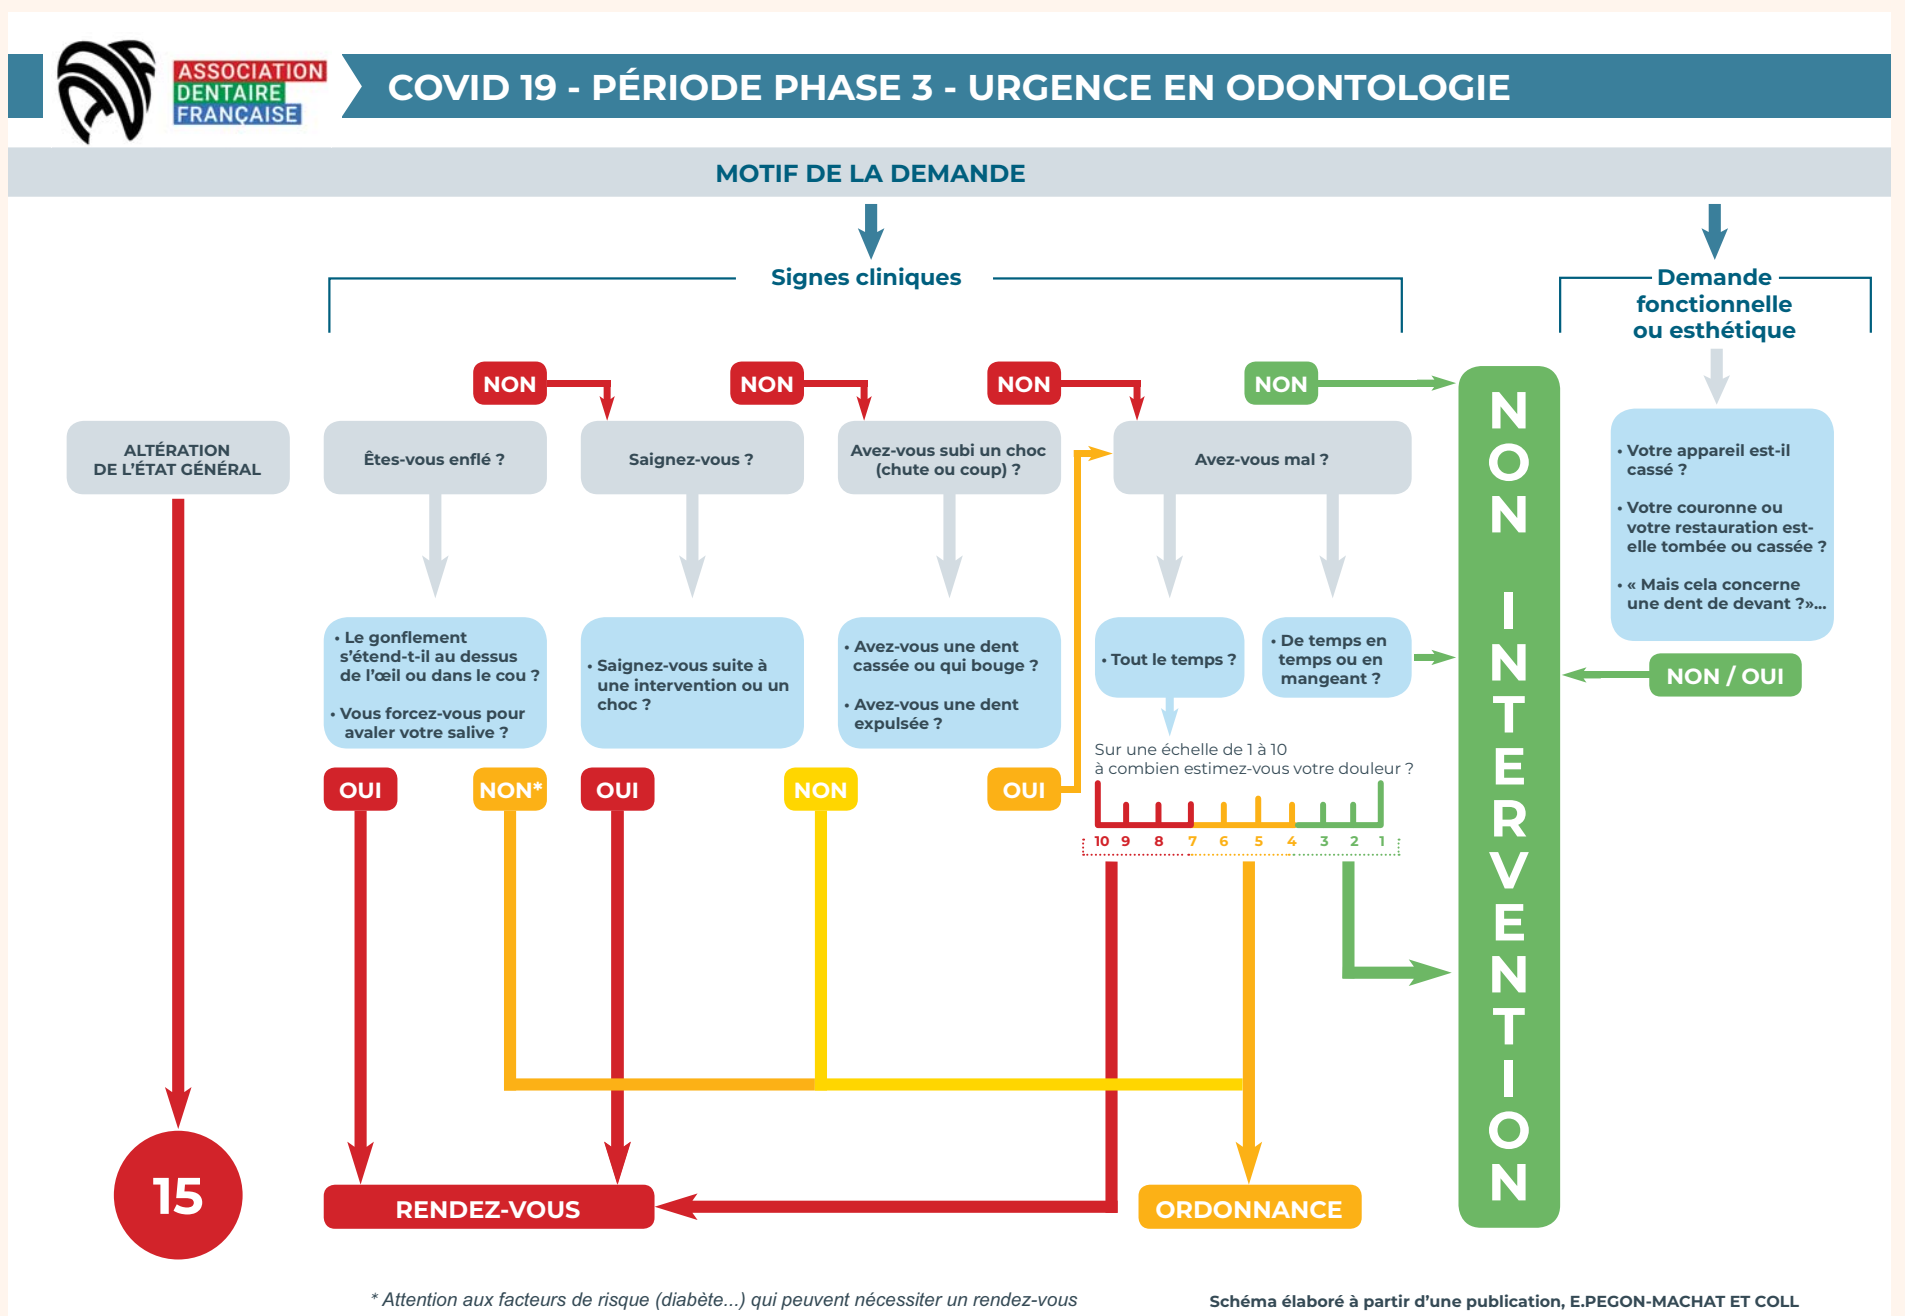 ASSOCIATION
DENTAIRE
FRANÇAISE
COVID 19 - PÉRIODE PHASE 3 - URGENCE EN ODONTOLOGIE
MOTIF DE LA DEMANDE
Signes cliniques
Demande
fonctionnelle
ou esthétique
NON
NON
NON
NON
ALTÉRATION
DE L'ÉTAT GÉNÉRAL
Êtes-vous enflé ?
Saignez-vous ?
Avez-vous subi un choc
(chute ou coup) ?
Avez-vous mal ?
• Votre appareil est-il
cassé ?
• Votre couronne ou
votre restauration est-
elle tombée ou cassée ?
• « Mais cela concerne
une dent de devant ?»...
• Le gonflement
s'étend-t-il au dessus
de l'œil ou dans le cou ?
• Vous forcez-vous pour
avaler votre salive ?
• Saignez-vous suite à
une intervention ou un
choc ?
• Avez-vous une dent
cassée ou qui bouge ?
• Avez-vous une dent
expulsée ?
• Tout le temps ?
• De temps en
temps ou en
mangeant ?
NON / OUI
OUI
NON*
OUI
NON
OUI
Sur une échelle de 1 à 10
à combien estimez-vous votre douleur ?
10 9 8 7 6 5 4 3 2 1
NON INTERVENTION
15
RENDEZ-VOUS
ORDONNANCE
* Attention aux facteurs de risque (diabète...) qui peuvent nécessiter un rendez-vous
Schéma élaboré à partir d'une publication, E.PEGON-MACHAT ET COLL